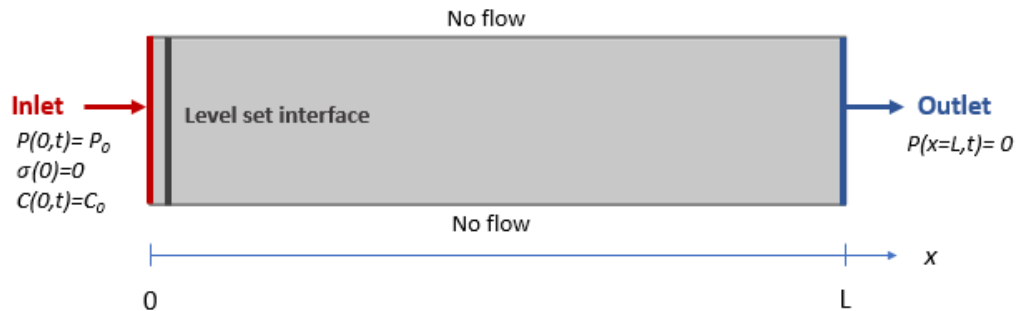 No flow
Inlet
P(0,t)= P₀
σ(0)=0
C(0,t)=C₀
Level set interface
Outlet
P(x=L,t)= 0
No flow
x
0
L